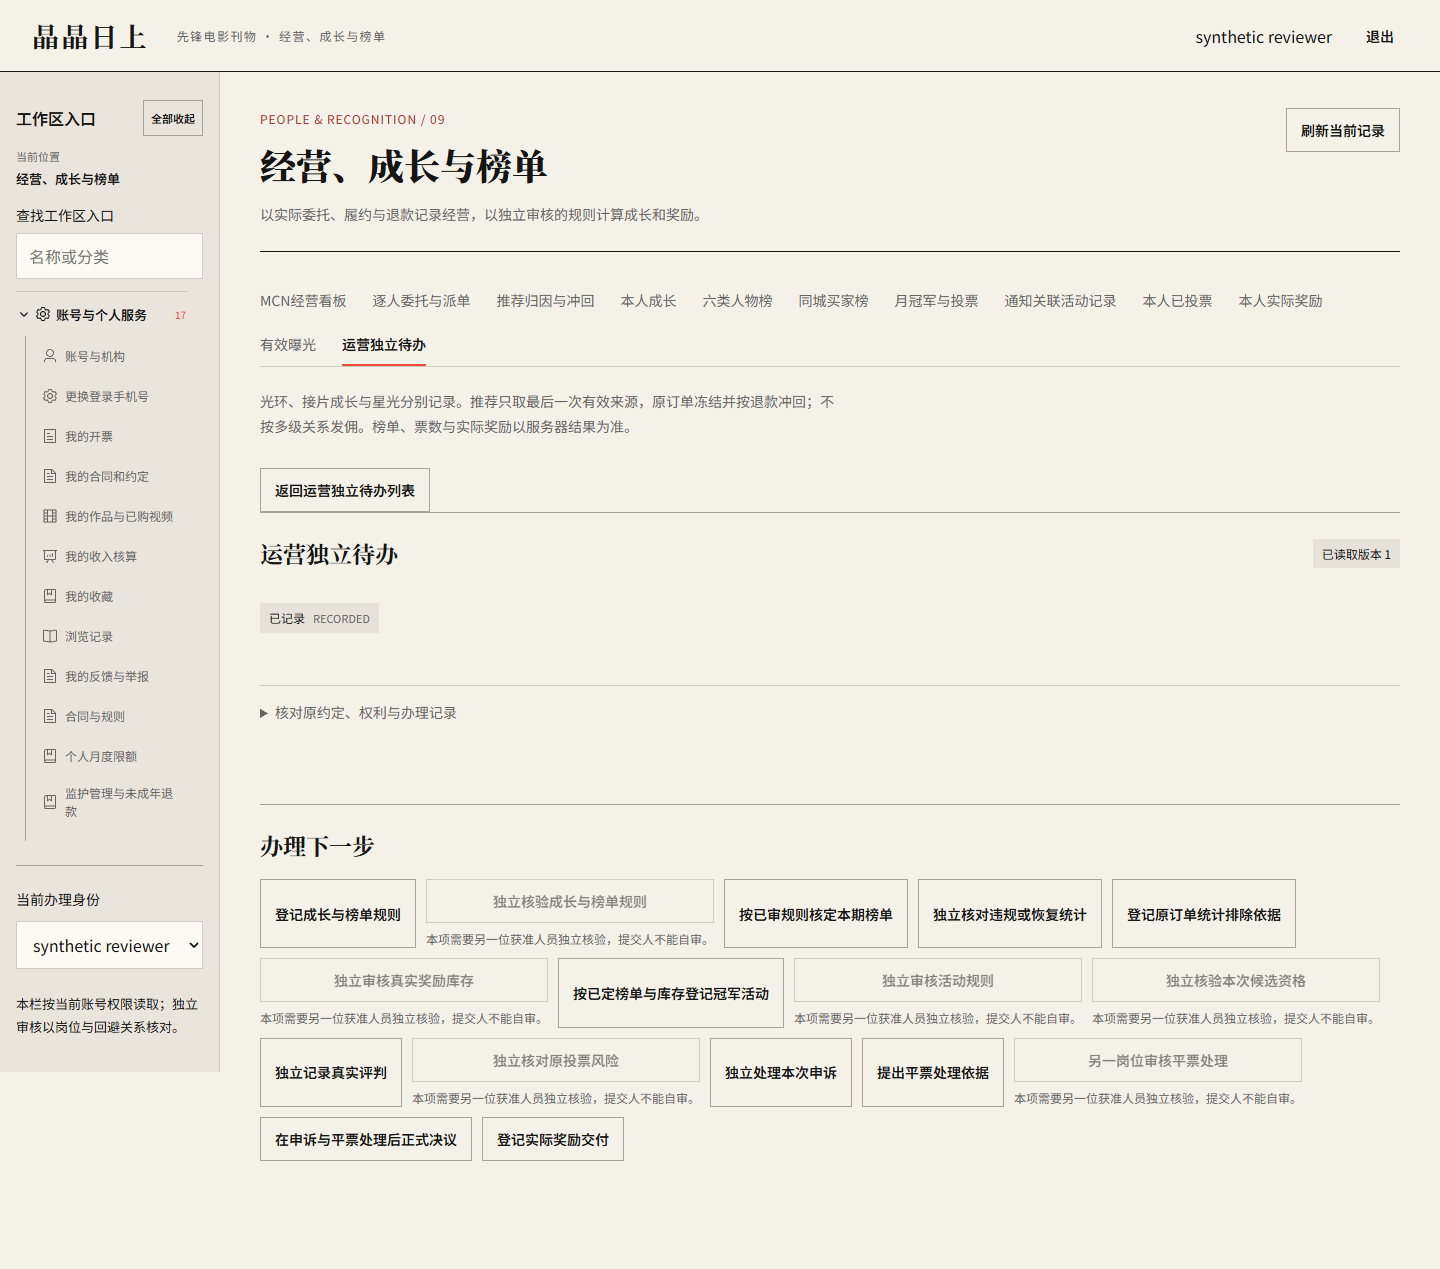 晶晶日上
先锋电影刊物 · 经营、成长与榜单
synthetic reviewer
退出
工作区入口
全部收起
当前位置
经营、成长与榜单
查找工作区入口
名称或分类
账号与个人服务 17
账号与机构
更换登录手机号
我的开票
我的合同和约定
我的作品与已购视频
我的收入核算
我的收藏
浏览记录
我的反馈与举报
合同与规则
个人月度限额
监护管理与未成年退
款
当前办理身份
synthetic reviewer
本栏按当前账号权限读取；独立
审核以岗位与回避关系核对。
PEOPLE & RECOGNITION / 09
经营、成长与榜单
以实际委托、履约与退款记录经营，以独立审核的规则计算成长和奖励。
刷新当前记录
MCN经营看板 逐人委托与派单 推荐归因与冲回 本人成长 六类人物榜 同城买家榜 月冠军与投票 通知关联活动记录 本人已投票 本人实际奖励
有效曝光 运营独立待办
光环、接片成长与星光分别记录。推荐只取最后一次有效来源，原订单冻结并按退款冲回；不
按多级关系发佣。榜单、票数与实际奖励以服务器结果为准。
返回运营独立待办列表
运营独立待办
已读取版本 1
已记录 RECORDED
核对原约定、权利与办理记录
办理下一步
登记成长与榜单规则
独立核验成长与榜单规则
本项需要另一位获准人员独立核验，提交人不能自审。
按已审规则核定本期榜单
独立核对违规或恢复统计
登记原订单统计排除依据
独立审核真实奖励库存
本项需要另一位获准人员独立核验，提交人不能自审。
按已定榜单与库存登记冠军活动
独立审核活动规则
本项需要另一位获准人员独立核验，提交人不能自审。
独立核验本次候选资格
本项需要另一位获准人员独立核验，提交人不能自审。
独立记录真实评判
独立核对原投票风险
本项需要另一位获准人员独立核验，提交人不能自审。
独立处理本次申诉
提出平票处理依据
另一岗位审核平票处理
本项需要另一位获准人员独立核验，提交人不能自审。
在申诉与平票处理后正式决议
登记实际奖励交付